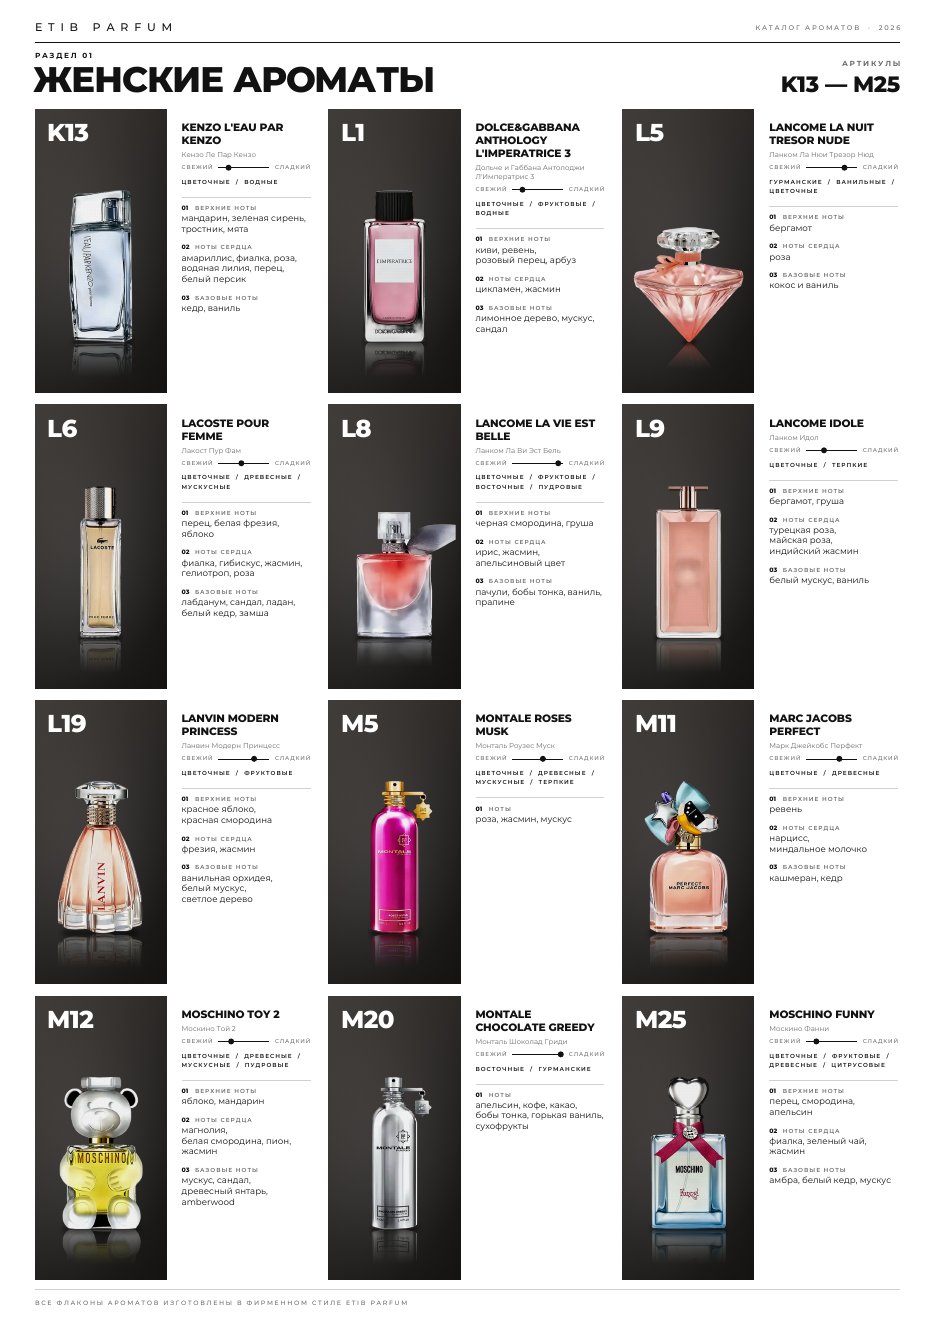 ETIB PARFUM
КАТАЛОГ АРОМАТОВ · 2026
РАЗДЕЛ 01
ЖЕНСКИЕ АРОМАТЫ
АРТИКУЛЫ
K13 — M25
K13
L'EAU PAR KENZO
KENZO L'EAU PAR
KENZO
Кензо Ле Пар Кензо
СВЕЖИЙ СЛАДКИЙ
ЦВЕТОЧНЫЕ / ВОДНЫЕ
01 ВЕРХНИЕ НОТЫ
мандарин, зеленая сирень,
тростник, мята
02 НОТЫ СЕРДЦА
амариллис, фиалка, роза,
водяная лилия, перец,
белый персик
03 БАЗОВЫЕ НОТЫ
кедр, ваниль
L1
L'IMPERATRICE
DOLCE&GABBANA
DOLCE&GABBANA
ANTHOLOGY
L'IMPERATRICE 3
Дольче и Габбана Антолоджи
Л'Императрис 3
СВЕЖИЙ СЛАДКИЙ
ЦВЕТОЧНЫЕ / ФРУКТОВЫЕ /
ВОДНЫЕ
01 ВЕРХНИЕ НОТЫ
киви, ревень,
розовый перец, арбуз
02 НОТЫ СЕРДЦА
цикламен, жасмин
03 БАЗОВЫЕ НОТЫ
лимонное дерево, мускус,
сандал
L5
LANCOME LA NUIT
TRESOR NUDE
Ланком Ла Нюи Трезор Нюд
СВЕЖИЙ СЛАДКИЙ
ГУРМАНСКИЕ / ВАНИЛЬНЫЕ /
ЦВЕТОЧНЫЕ
01 ВЕРХНИЕ НОТЫ
бергамот
02 НОТЫ СЕРДЦА
роза
03 БАЗОВЫЕ НОТЫ
кокос и ваниль
L6
LACOSTE
POUR FEMME
LACOSTE POUR
FEMME
Лакост Пур Фам
СВЕЖИЙ СЛАДКИЙ
ЦВЕТОЧНЫЕ / ДРЕВЕСНЫЕ /
МУСКУСНЫЕ
01 ВЕРХНИЕ НОТЫ
перец, белая фрезия,
яблоко
02 НОТЫ СЕРДЦА
фиалка, гибискус, жасмин,
гелиотроп, роза
03 БАЗОВЫЕ НОТЫ
лабданум, сандал, ладан,
белый кедр, замша
L8
LANCOME LA VIE EST
BELLE
Ланком Ла Ви Эст Бель
СВЕЖИЙ СЛАДКИЙ
ЦВЕТОЧНЫЕ / ФРУКТОВЫЕ /
ВОСТОЧНЫЕ / ПУДРОВЫЕ
01 ВЕРХНИЕ НОТЫ
черная смородина, груша
02 НОТЫ СЕРДЦА
ирис, жасмин,
апельсиновый цвет
03 БАЗОВЫЕ НОТЫ
пачули, бобы тонка, ваниль,
пралине
L9
LANCOME IDOLE
Ланком Идол
СВЕЖИЙ СЛАДКИЙ
ЦВЕТОЧНЫЕ / ТЕРПКИЕ
01 ВЕРХНИЕ НОТЫ
бергамот, груша
02 НОТЫ СЕРДЦА
турецкая роза,
майская роза,
индийский жасмин
03 БАЗОВЫЕ НОТЫ
белый мускус, ваниль
L19
LANVIN
LANVIN MODERN
PRINCESS
Ланвин Модерн Принцесс
СВЕЖИЙ СЛАДКИЙ
ЦВЕТОЧНЫЕ / ФРУКТОВЫЕ
01 ВЕРХНИЕ НОТЫ
красное яблоко,
красная смородина
02 НОТЫ СЕРДЦА
фрезия, жасмин
03 БАЗОВЫЕ НОТЫ
ванильная орхидея,
белый мускус,
светлое дерево
M5
MONTALE
MONTALE ROSES
MUSK
Монталь Роузес Муск
СВЕЖИЙ СЛАДКИЙ
ЦВЕТОЧНЫЕ / ДРЕВЕСНЫЕ /
МУСКУСНЫЕ / ТЕРПКИЕ
01 НОТЫ
роза, жасмин, мускус
M11
PERFECT
MARC JACOBS
MARC JACOBS
PERFECT
Марк Джейкобс Перфект
СВЕЖИЙ СЛАДКИЙ
ЦВЕТОЧНЫЕ / ДРЕВЕСНЫЕ
01 ВЕРХНИЕ НОТЫ
ревень
02 НОТЫ СЕРДЦА
нарцисс,
миндальное молочко
03 БАЗОВЫЕ НОТЫ
кашмеран, кедр
M12
MOSCHINO
MOSCHINO TOY 2
Москино Той 2
СВЕЖИЙ СЛАДКИЙ
ЦВЕТОЧНЫЕ / ДРЕВЕСНЫЕ /
МУСКУСНЫЕ / ПУДРОВЫЕ
01 ВЕРХНИЕ НОТЫ
яблоко, мандарин
02 НОТЫ СЕРДЦА
магнолия,
белая смородина, пион,
жасмин
03 БАЗОВЫЕ НОТЫ
мускус, сандал,
древесный янтарь,
amberwood
M20
MONTALE
MONTALE
CHOCOLATE GREEDY
Монталь Шоколад Гриди
СВЕЖИЙ СЛАДКИЙ
ВОСТОЧНЫЕ / ГУРМАНСКИЕ
01 НОТЫ
апельсин, кофе, какао,
бобы тонка, горькая ваниль,
сухофрукты
M25
MOSCHINO
Funny!
MOSCHINO FUNNY
Москино Фанни
СВЕЖИЙ СЛАДКИЙ
ЦВЕТОЧНЫЕ / ФРУКТОВЫЕ /
ДРЕВЕСНЫЕ / ЦИТРУСОВЫЕ
01 ВЕРХНИЕ НОТЫ
перец, смородина,
апельсин
02 НОТЫ СЕРДЦА
фиалка, зеленый чай,
жасмин
03 БАЗОВЫЕ НОТЫ
амбра, белый кедр, мускус
ВСЕ ФЛАКОНЫ АРОМАТОВ ИЗГОТОВЛЕНЫ В ФИРМЕННОМ СТИЛЕ ETIB PARFUM